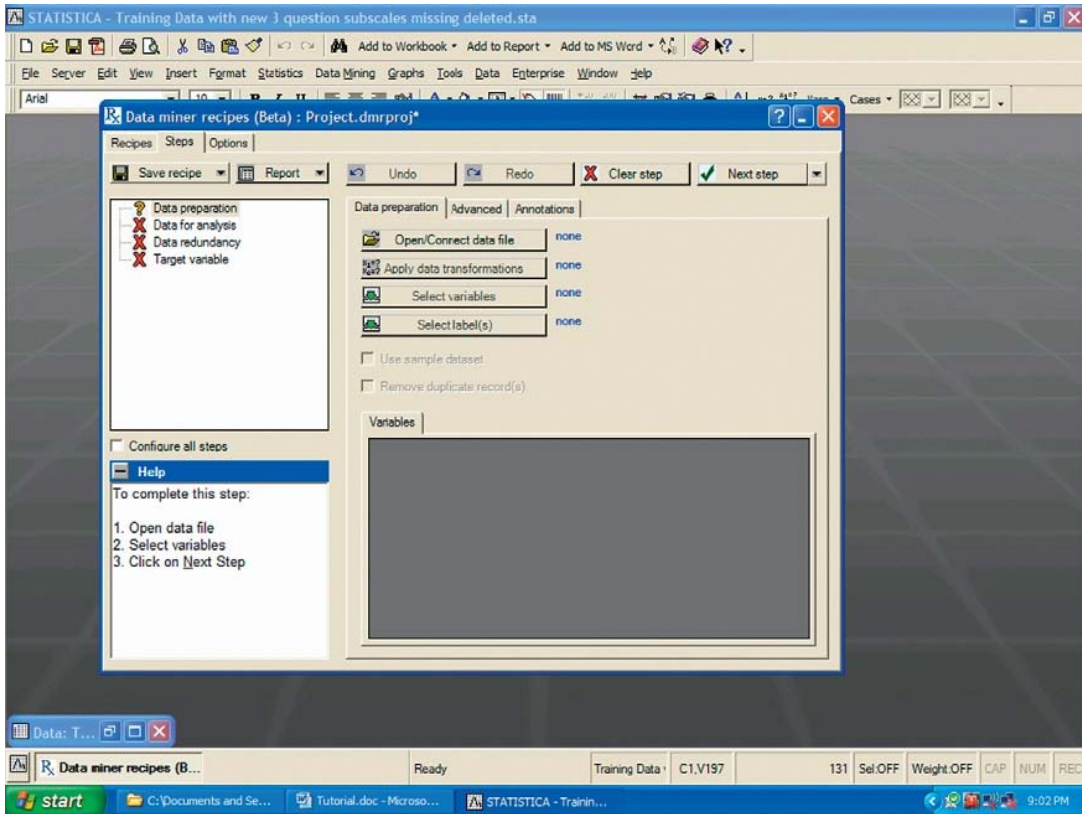 STATISTICA - Training Data with new 3 question subscales missing deleted.sta
Add to Workbook Add to Report Add to MS Word
File Server Edit View Insert Format Statistics Data Mining Graphs Tools Data Enterprise Window Help
Arial 10 B I U Cases
Data miner recipes (Beta) : Project.dmrproj*
Recipes Steps Options
Save recipe Report Undo Redo Clear step Next step
Data preparation
Data for analysis
Data redundancy
Target variable
Configure all steps
Help
To complete this step:
1. Open data file
2. Select variables
3. Click on Next Step
Data preparation Advanced Annotations
Open/Connect data file none
Apply data transformations none
Select variables none
Select label(s) none
Use sample dataset
Remove duplicate record(s)
Variables
Data: T...
Data miner recipes (B... Ready Training Data C1,V197 131 Sel:OFF Weight:OFF CAP NUM REC
start C:\Documents and Se... Tutorial.doc - Microso... STATISTICA - Trainin... 9:02 PM